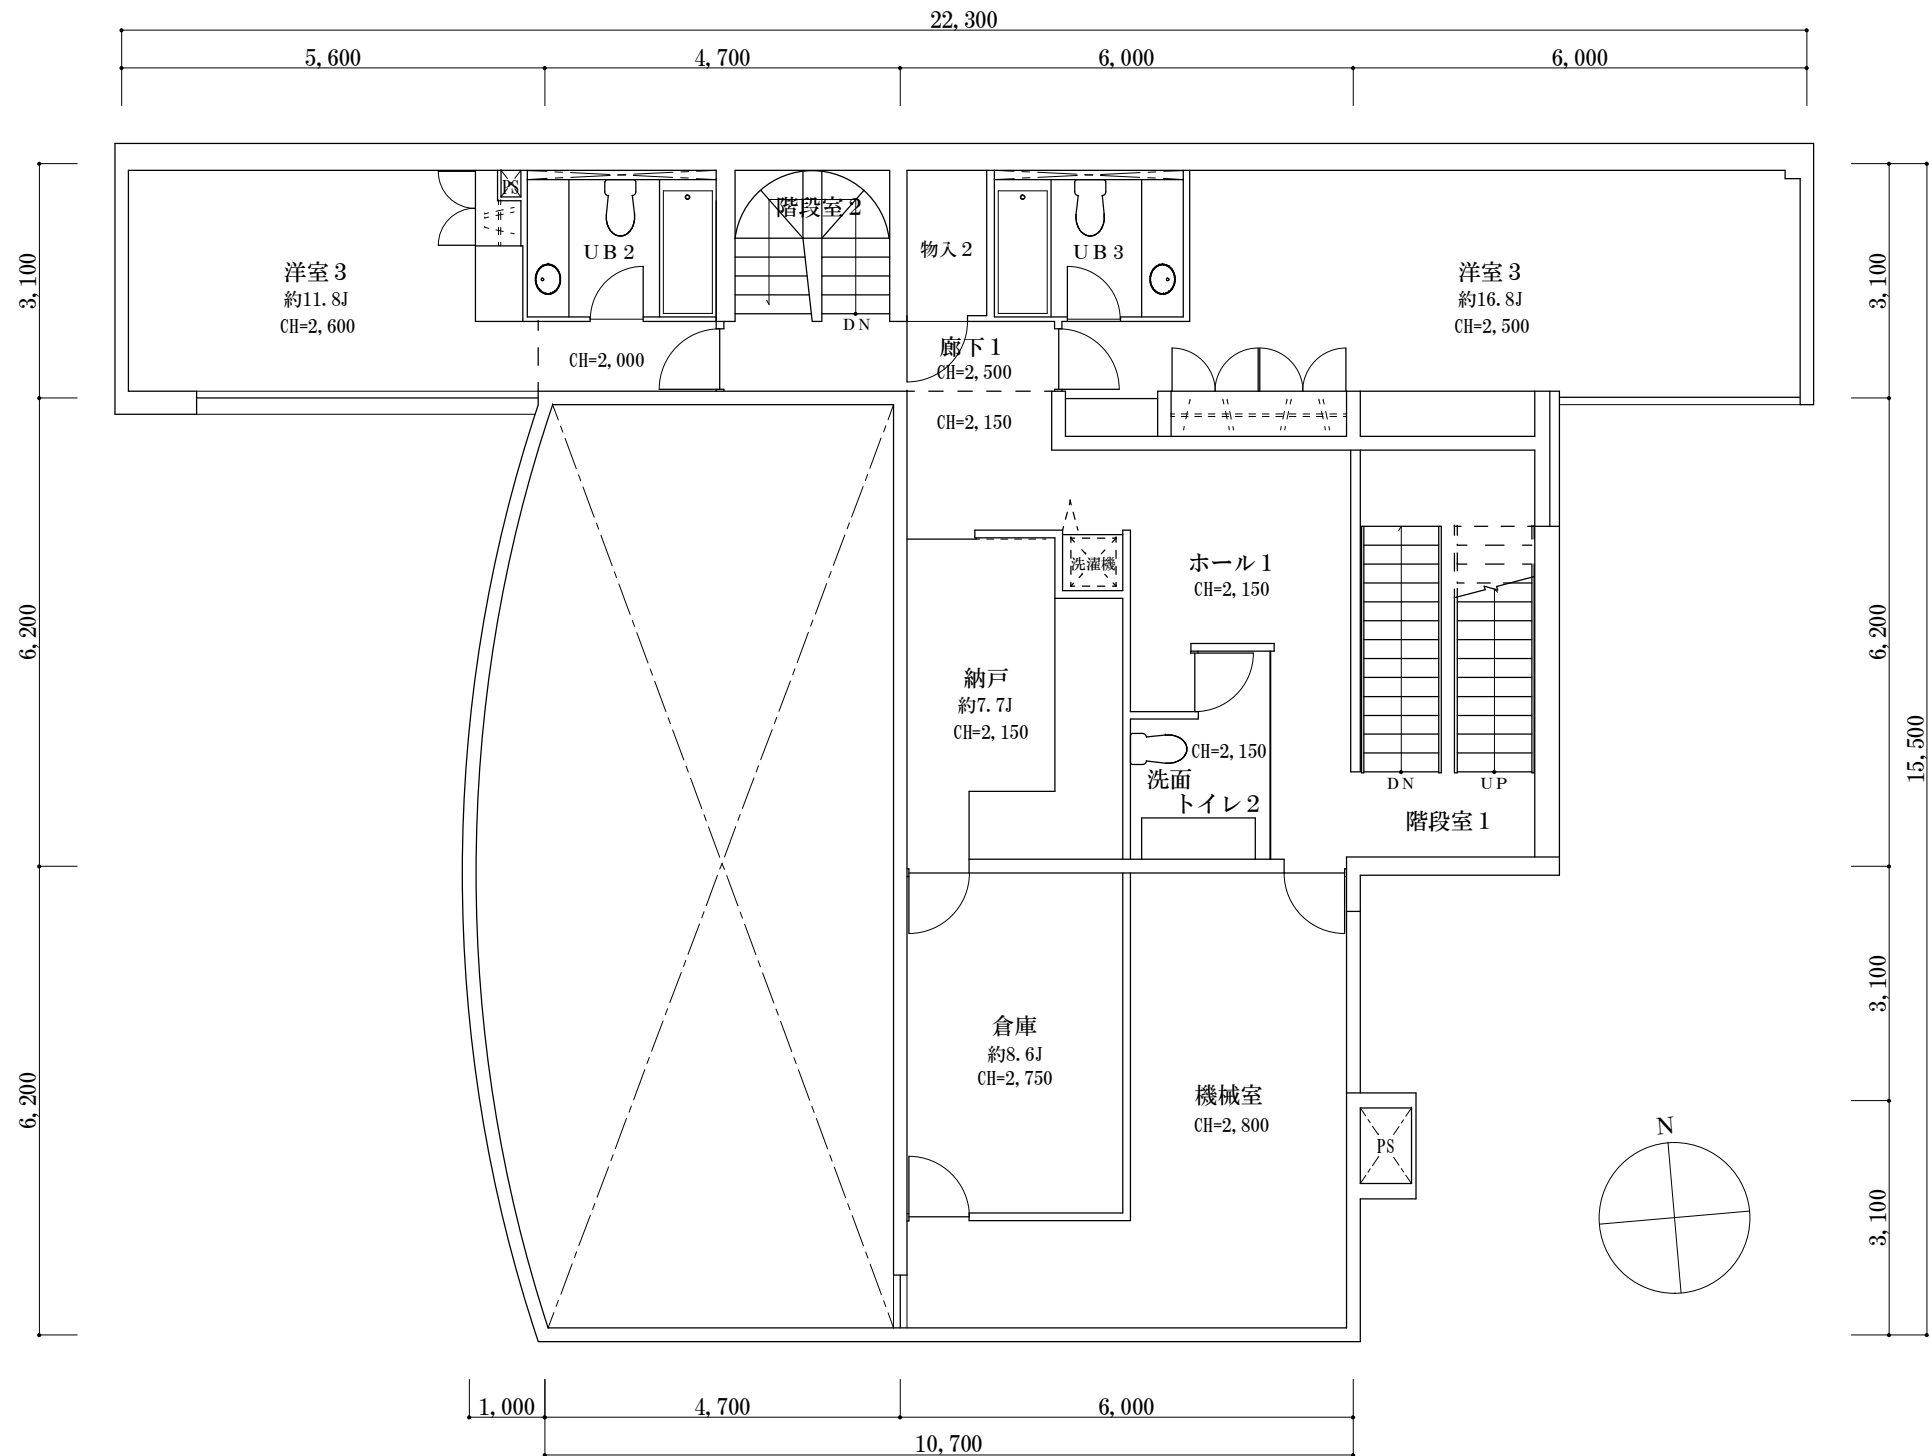 22,300
5,600
4,700
6,000
6,000
3,100
6,200
6,200
3,100
6,200
3,100
3,100
15,500
PS
UB2
階段室2
DN
物入2
UB3
洋室3
約11.8J
CH=2,600
CH=2,000
洋室3
約16.8J
CH=2,500
廊下1
CH=2,500
CH=2,150
洗濯機
ホール1
CH=2,150
納戸
約7.7J
CH=2,150
CH=2,150
洗面
トイレ2
DN
UP
階段室1
倉庫
約8.6J
CH=2,750
機械室
CH=2,800
PS
N
1,000
4,700
6,000
10,700